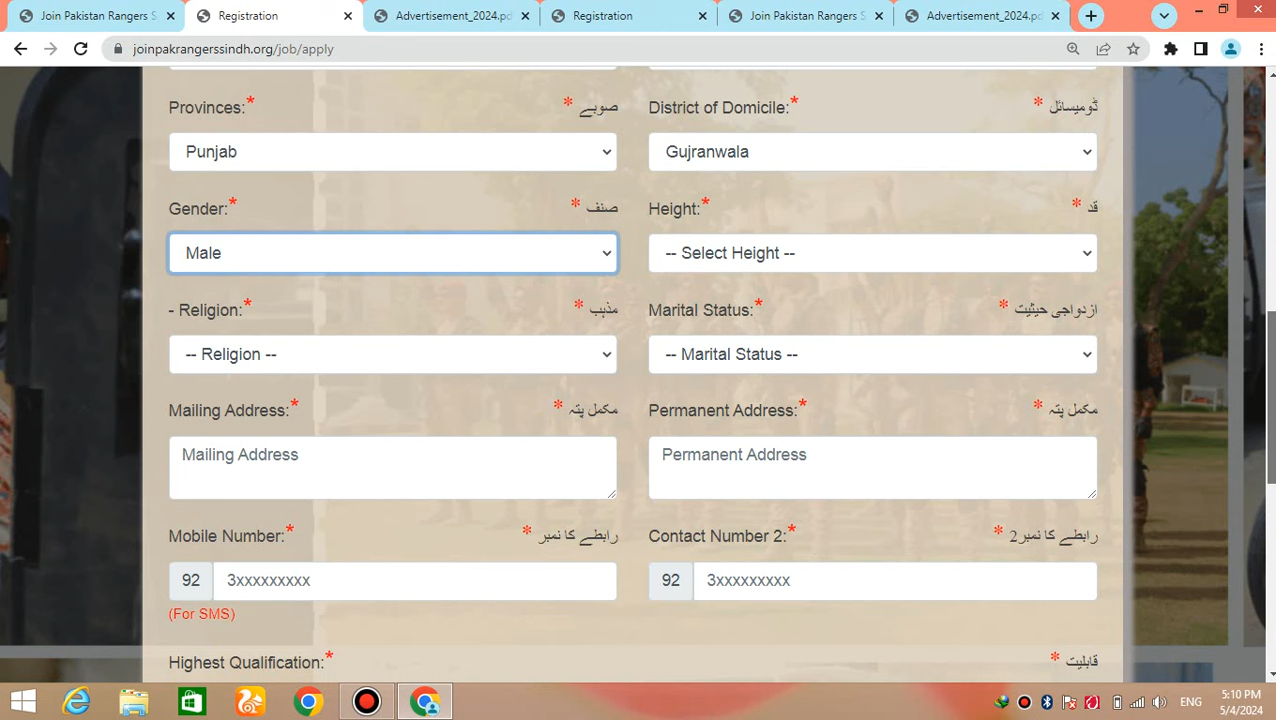 Join Pakistan Rangers S
Registration
Advertisement_2024.pd
Registration
Join Pakistan Rangers S
Advertisement_2024.pd
joinpakrangerssindh.org/job/apply
Provinces:* صوبے *
District of Domicile:* ڈومیسائل *
Punjab
Gujranwala
Gender:* صنف *
Height:* قد *
Male
-- Select Height --
- Religion:* مذہب *
Marital Status:* ازدواجی حیثیت *
-- Religion --
-- Marital Status --
Mailing Address:* مکمل پتہ *
Permanent Address:* مکمل پتہ *
Mailing Address
Permanent Address
Mobile Number:* رابطے کا نمبر *
Contact Number 2:* رابطے کا نمبر2 *
92 3xxxxxxxxx
92 3xxxxxxxxx
(For SMS)
Highest Qualification:* قابلیت *
ENG
5:10 PM
5/4/2024